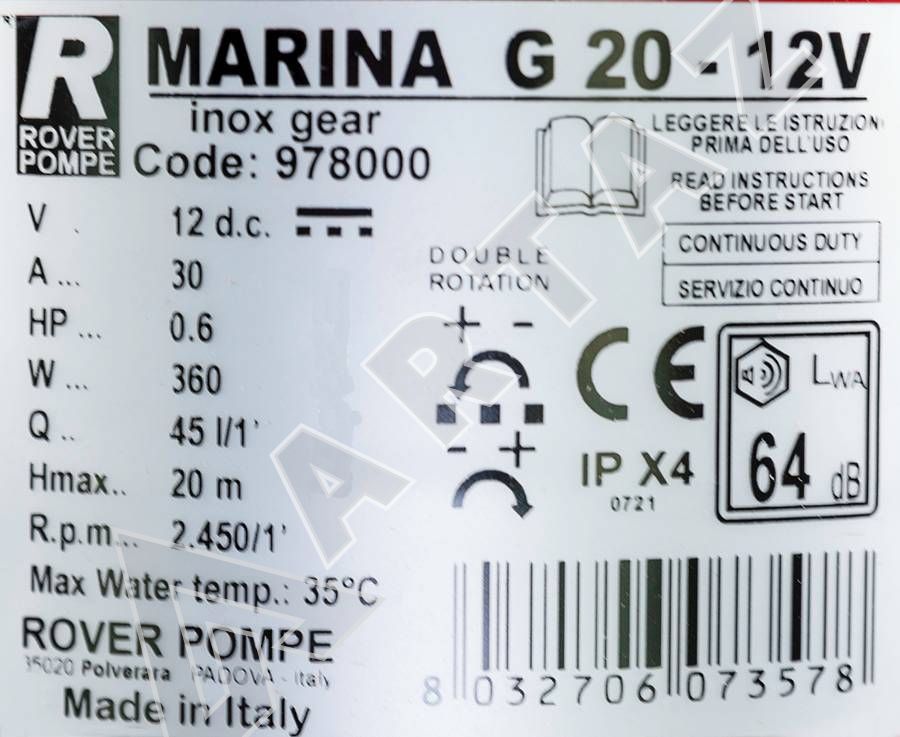 R
ROVER
POMPE
MARINA G 20 - 12V
inox gear
Code: 978000
LEGGERE LE ISTRUZIONI
PRIMA DELL'USO
READ INSTRUCTIONS
BEFORE START
CONTINUOUS DUTY
SERVIZIO CONTINUO
V . 12 d.c.
A... 30
HP ... 0.6
W ... 360
Q .. 45 l/1'
Hmax.. 20 m
R.p.m... 2.450/1'
Max Water temp.: 35°C
DOUBLE
ROTATION
+ -
- +
CE
IP X4
0721
LWA
64 dB
ROVER POMPE
35020 Polverara PADOVA - Italy
Made in Italy
8 032706 073578
MARTAZ